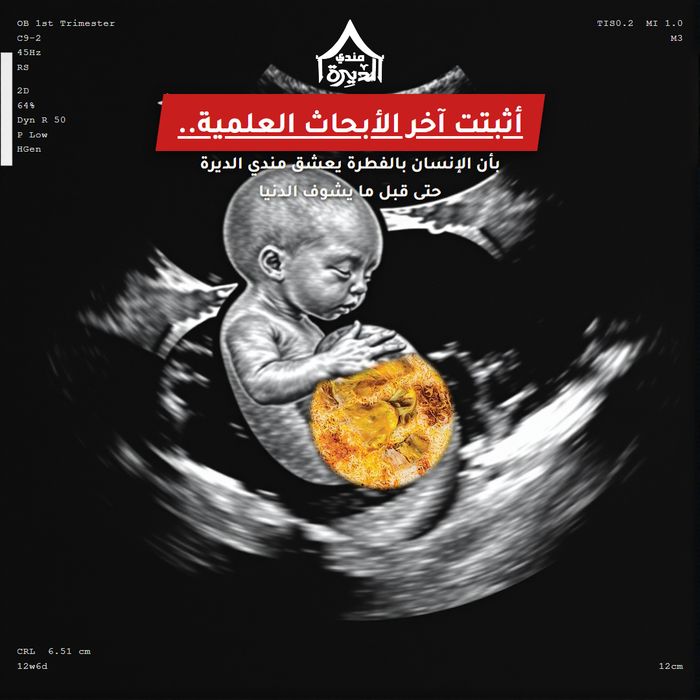 OB 1st Trimester
C9-2
45Hz
RS
2D
64%
Dyn R 50
P Low
HGen
TIS0.2 MI 1.0
M3
مندي
الديرة
أثبتت آخر الأبحاث العلمية..
بأن الإنسان بالفطرة يعشق مندي الديرة
حتى قبل ما يشوف الدنيا
CRL 6.51 cm
12w6d
12cm